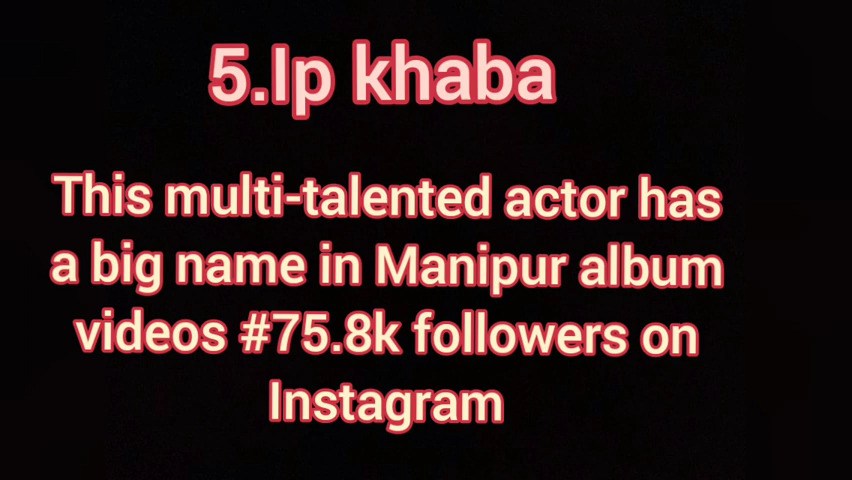 5.Ip khaba
This multi-talented actor has
a big name in Manipur album
videos #75.8k followers on
Instagram